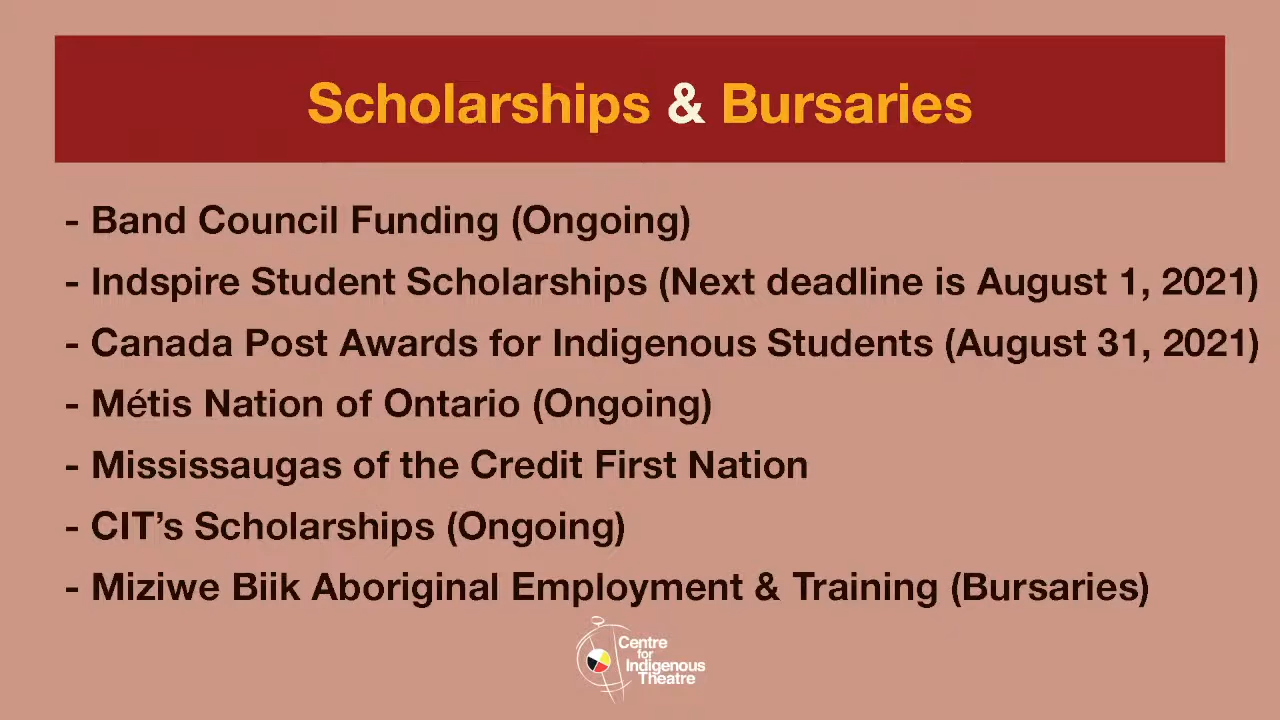 Scholarships & Bursaries
- Band Council Funding (Ongoing)
- Indspire Student Scholarships (Next deadline is August 1, 2021)
- Canada Post Awards for Indigenous Students (August 31, 2021)
- Métis Nation of Ontario (Ongoing)
- Mississaugas of the Credit First Nation
- CIT’s Scholarships (Ongoing)
- Miziwe Biik Aboriginal Employment & Training (Bursaries)
Centre
for
Indigenous
Theatre